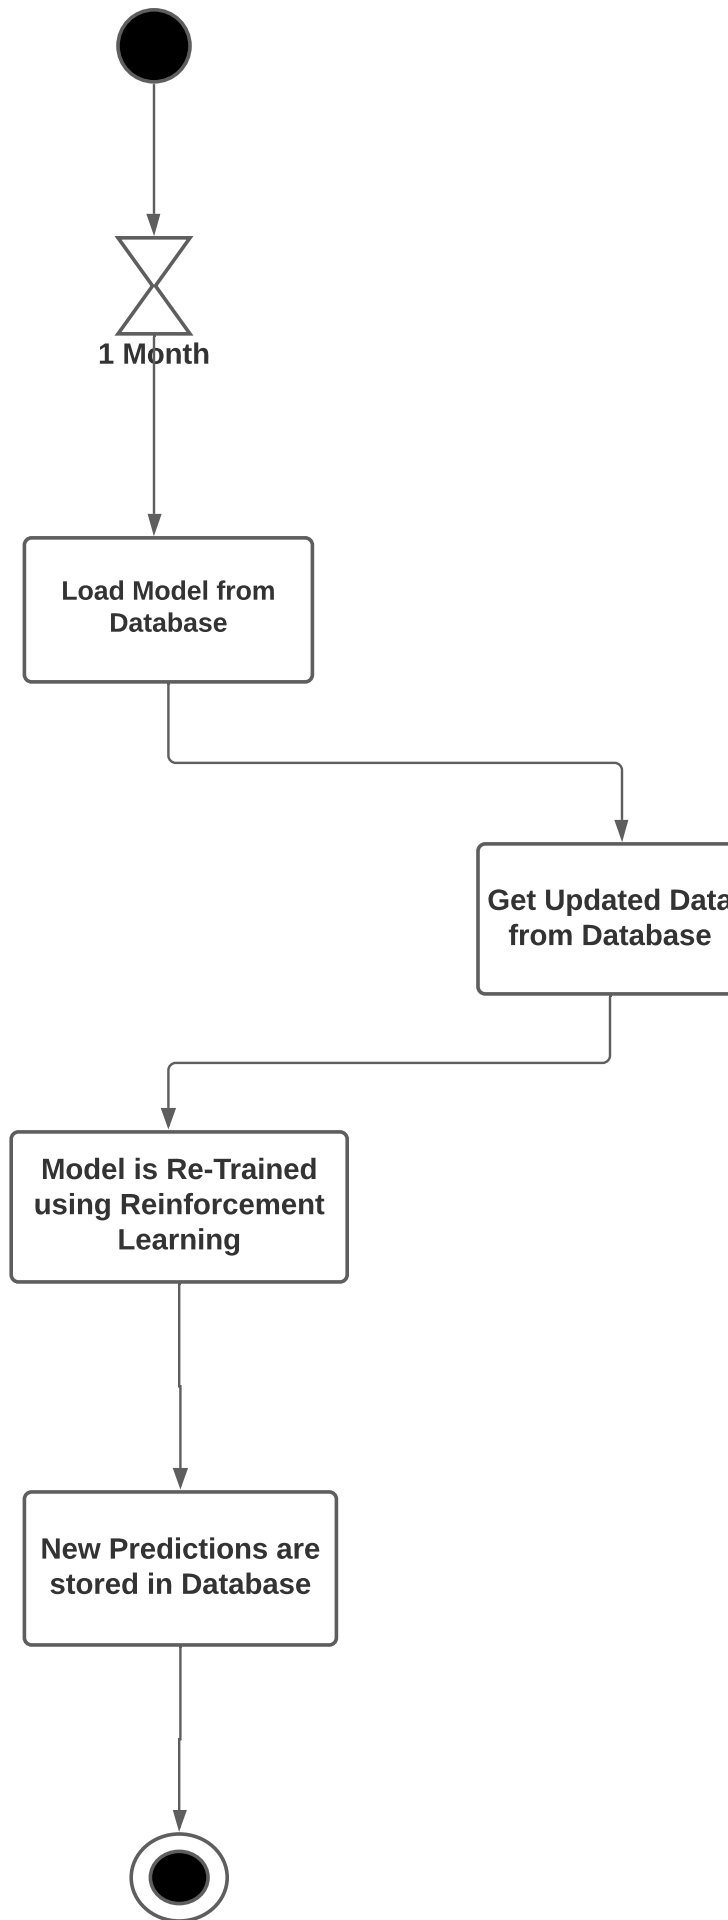 1 Month
Load Model from
Database
Get Updated Data
from Database
Model is Re-Trained
using Reinforcement
Learning
New Predictions are
stored in Database